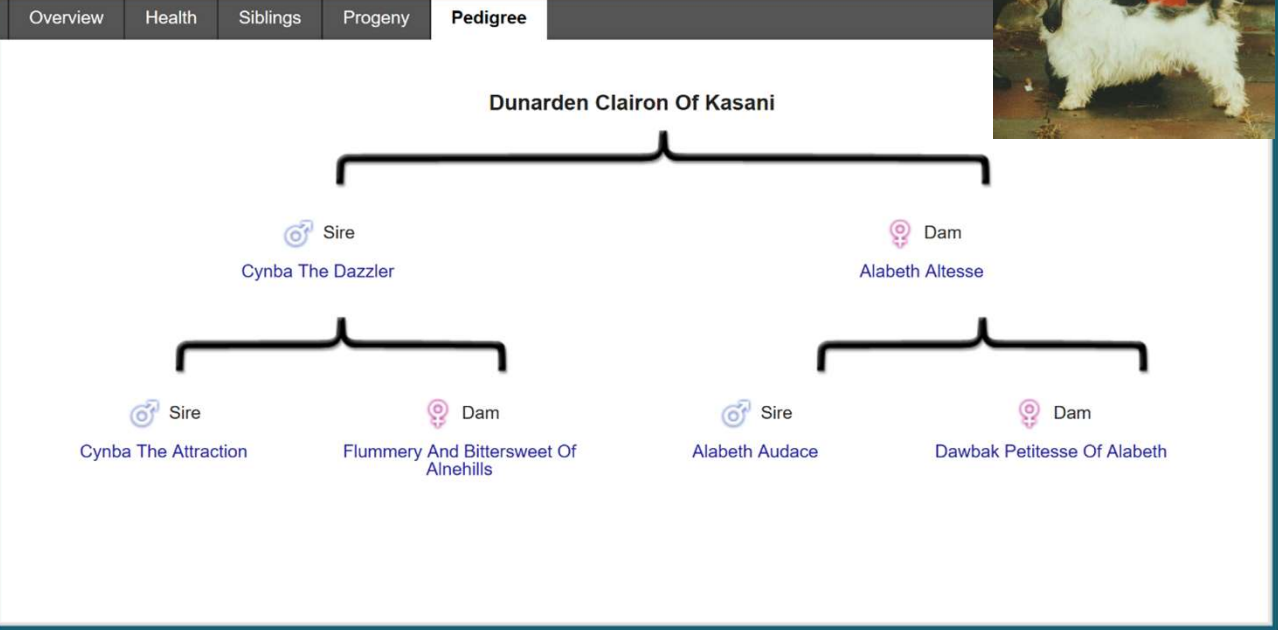 Overview Health Siblings Progeny Pedigree
Dunarden Clairon Of Kasani
Sire Dam
Cynba The Dazzler Alabeth Altesse
Sire Dam Sire Dam
Cynba The Attraction Flummery And Bittersweet Of Alabeth Audace Dawbak Petitesse Of Alabeth
Alnehills